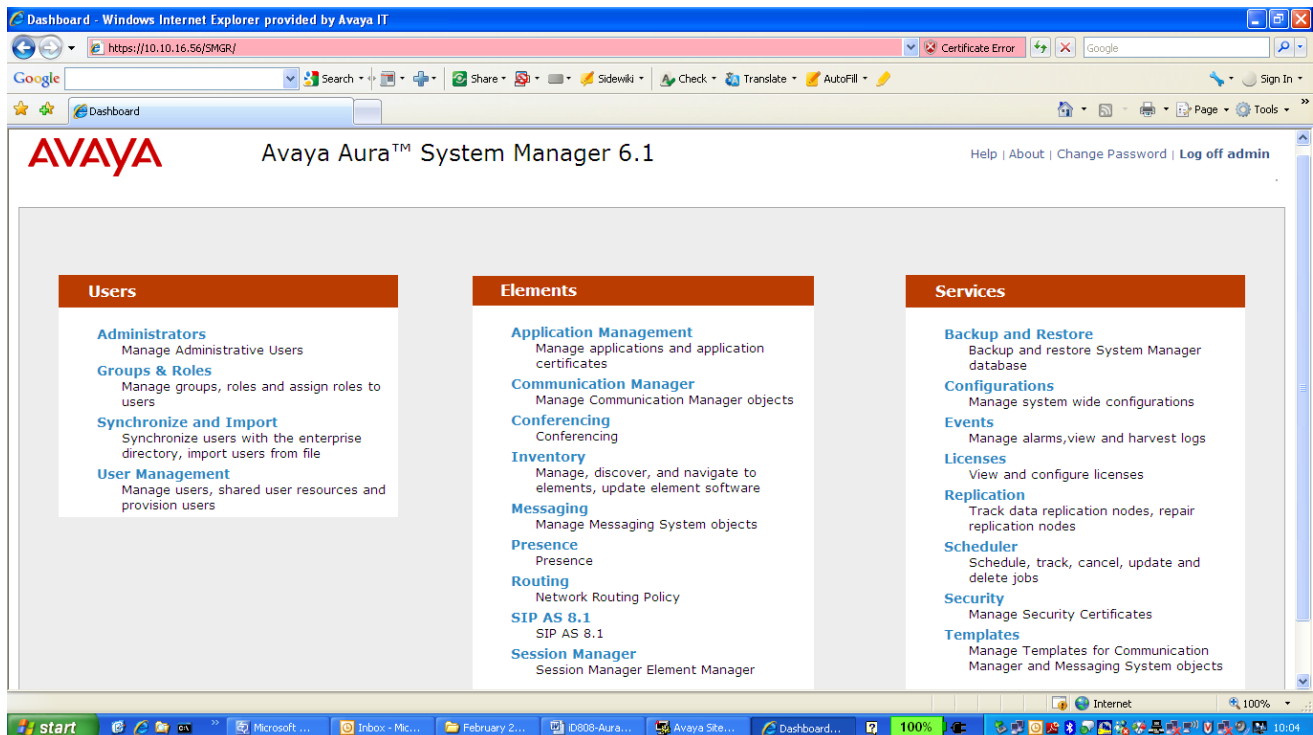 Dashboard - Windows Internet Explorer provided by Avaya IT
https://10.10.16.56/SMGR/
Certificate Error
Google
Google
Search
Share
Sidewiki
Check
Translate
AutoFill
Sign In
Dashboard
Page
Tools
AVAYA
Avaya Aura™ System Manager 6.1
Help | About | Change Password | Log off admin
Users
Administrators
Manage Administrative Users
Groups & Roles
Manage groups, roles and assign roles to
users
Synchronize and Import
Synchronize users with the enterprise
directory, import users from file
User Management
Manage users, shared user resources and
provision users
Elements
Application Management
Manage applications and application
certificates
Communication Manager
Manage Communication Manager objects
Conferencing
Conferencing
Inventory
Manage, discover, and navigate to
elements, update element software
Messaging
Manage Messaging System objects
Presence
Presence
Routing
Network Routing Policy
SIP AS 8.1
SIP AS 8.1
Session Manager
Session Manager Element Manager
Services
Backup and Restore
Backup and restore System Manager
database
Configurations
Manage system wide configurations
Events
Manage alarms,view and harvest logs
Licenses
View and configure licenses
Replication
Track data replication nodes, repair
replication nodes
Scheduler
Schedule, track, cancel, update and
delete jobs
Security
Manage Security Certificates
Templates
Manage Templates for Communication
Manager and Messaging System objects
Internet
100%
start
Microsoft ...
Inbox - Mic...
February 2...
iD808-Aura...
Avaya Site...
Dashboard...
100%
10:04